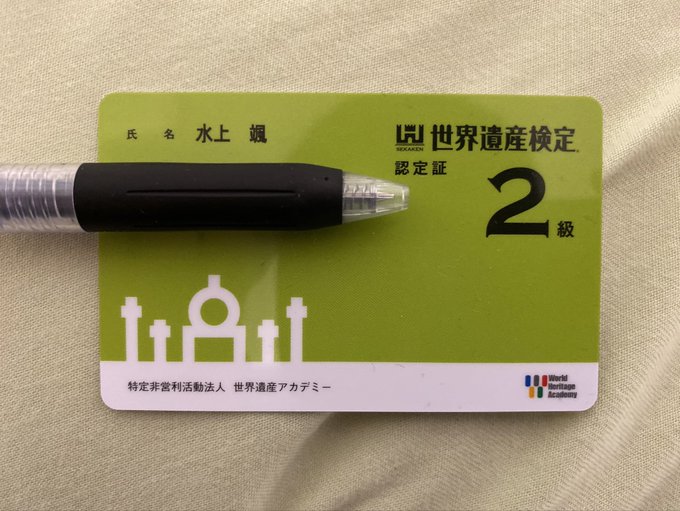 氏 名 水上 颯
SEKAKEN
世界遺産検定
認定証
2級
特定非営利活動法人 世界遺産アカデミー
World
Heritage
Academy